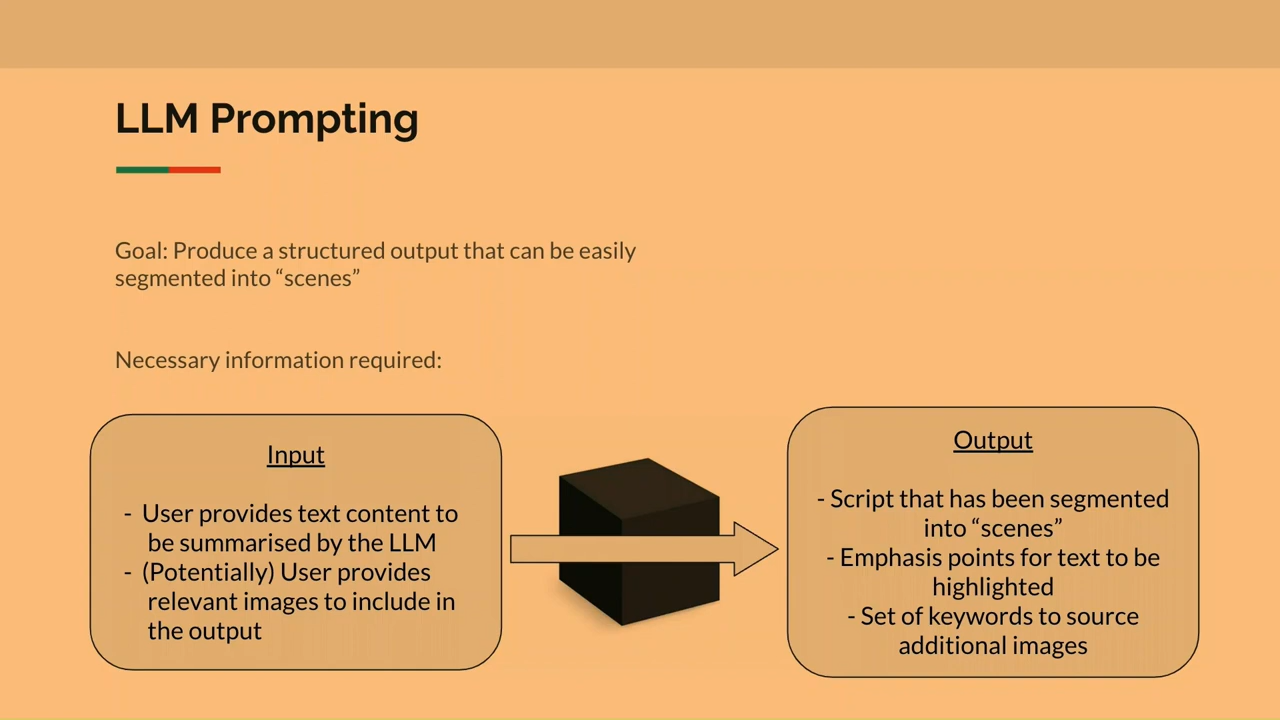 LLM Prompting
Goal: Produce a structured output that can be easily
segmented into “scenes”
Necessary information required:
Input
- User provides text content to
be summarised by the LLM
- (Potentially) User provides
relevant images to include in
the output
Output
- Script that has been segmented
into “scenes”
- Emphasis points for text to be
highlighted
- Set of keywords to source
additional images